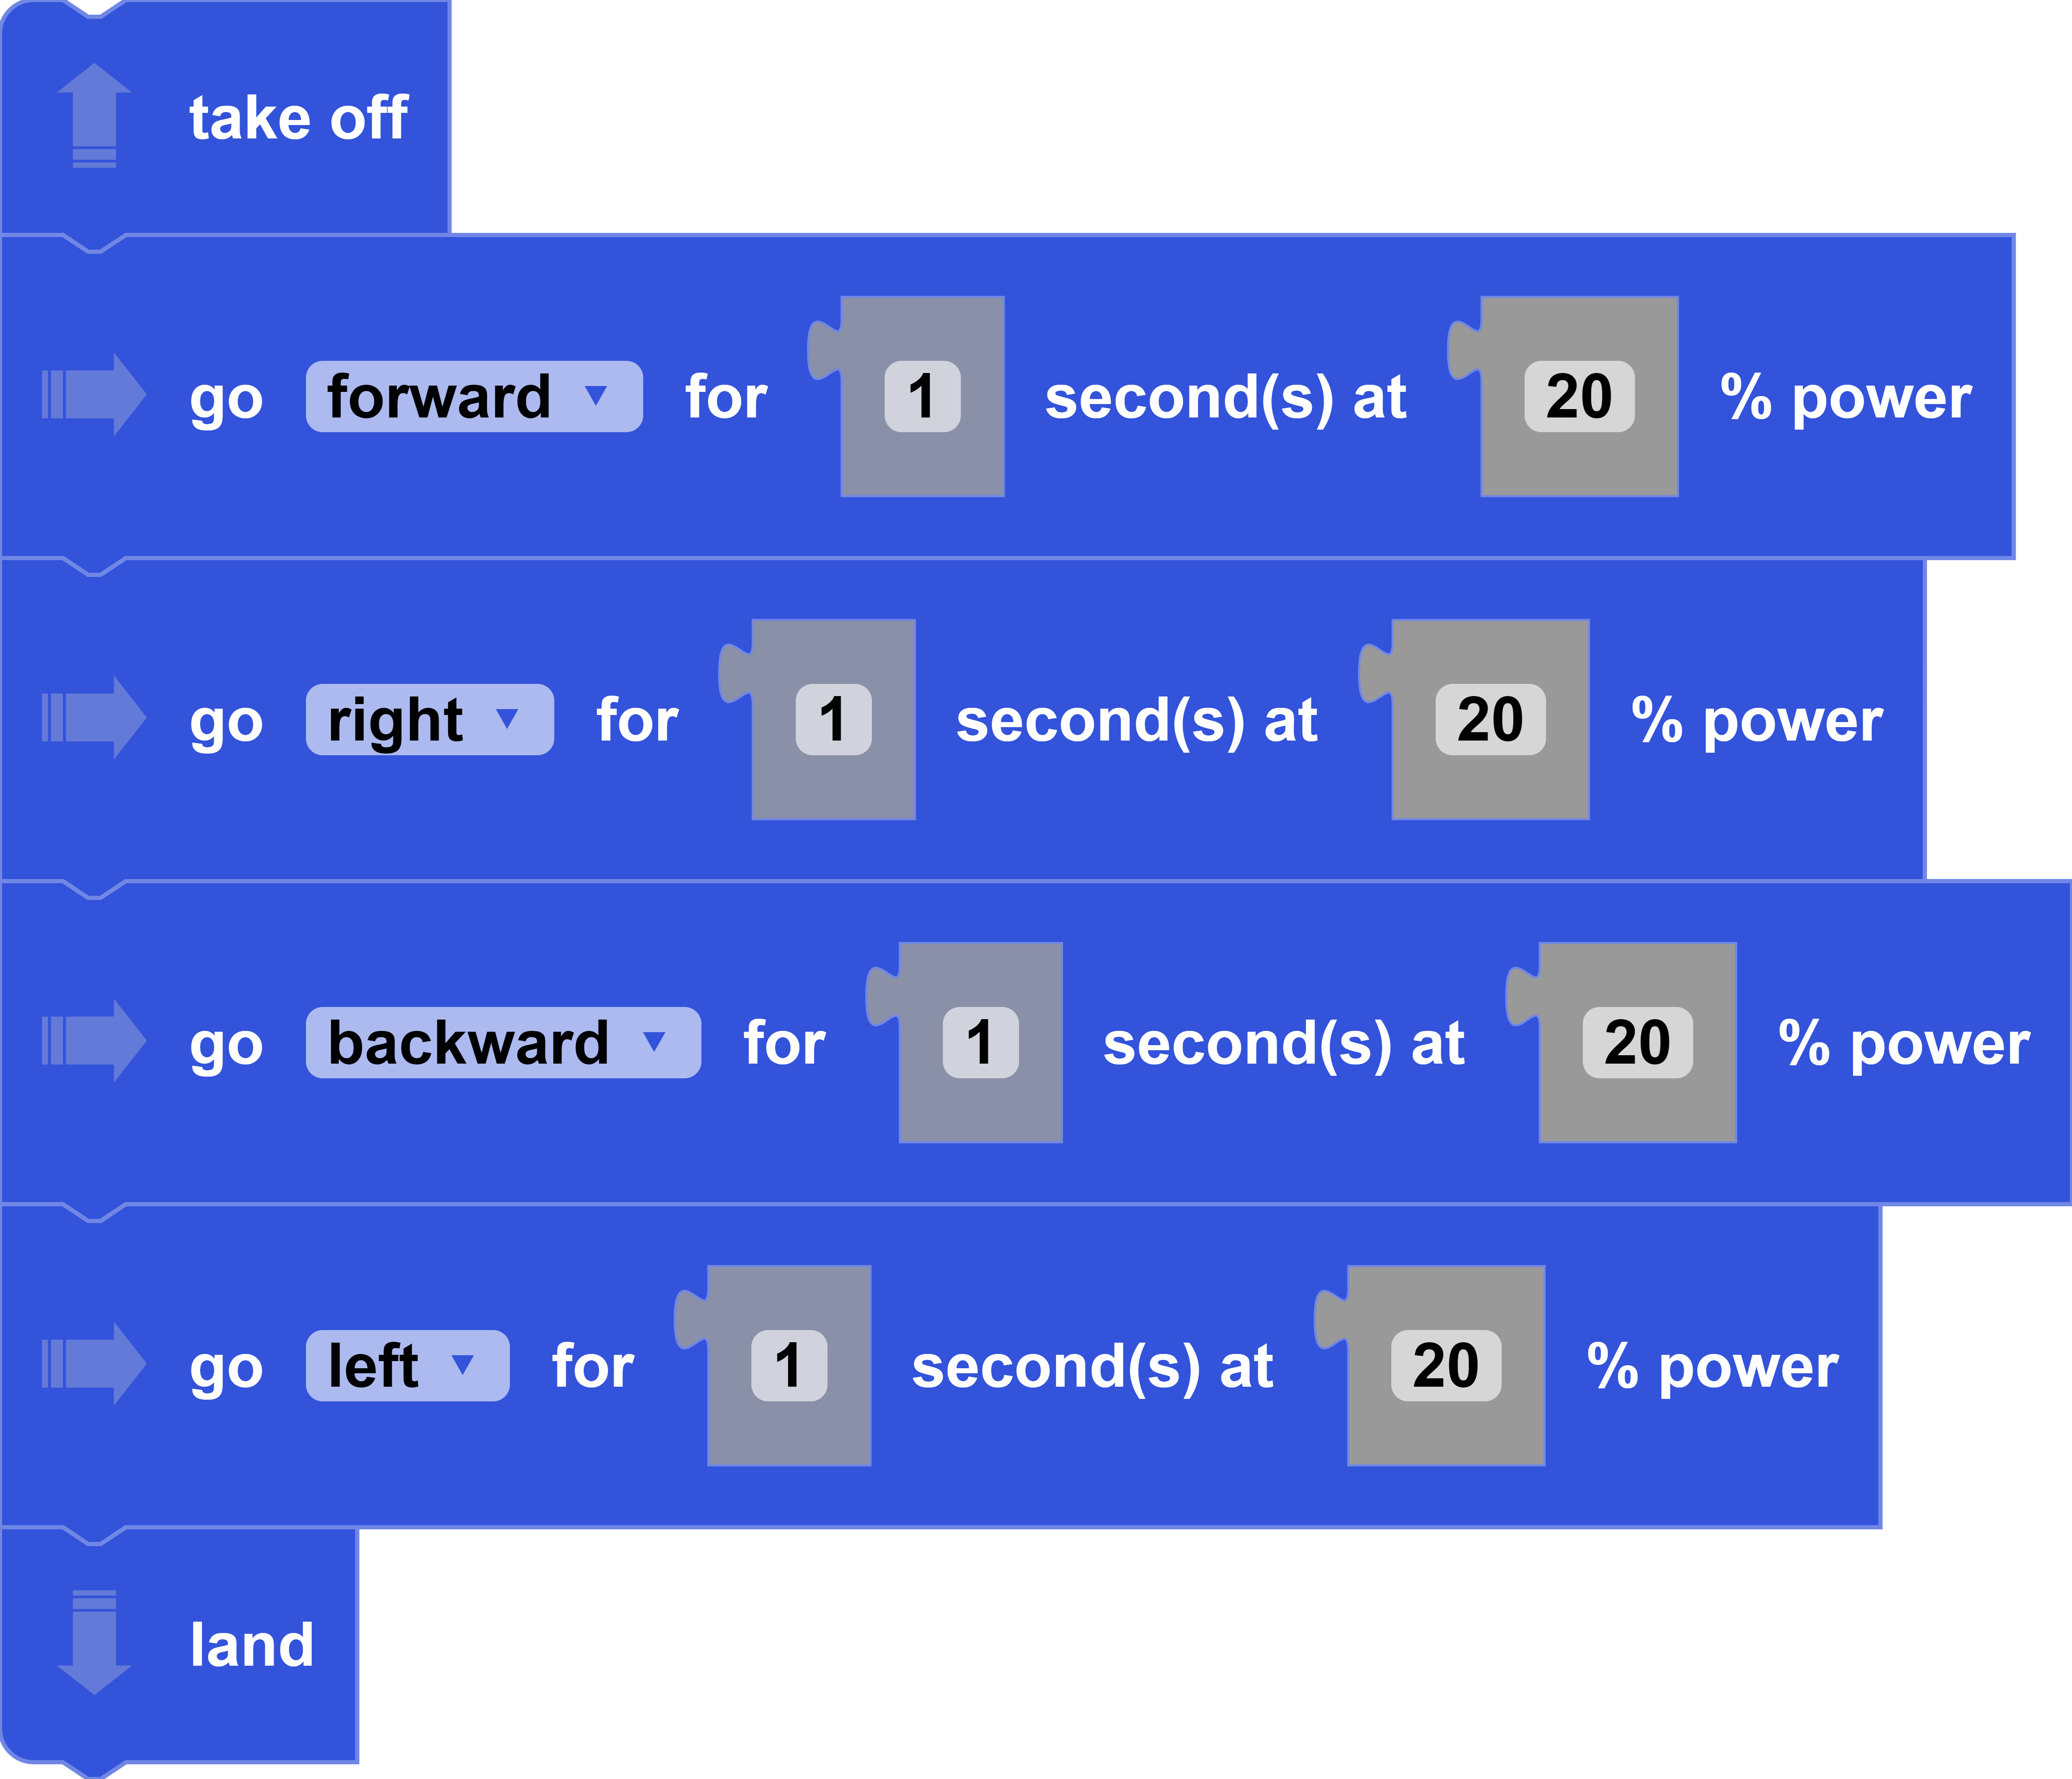 take off
go forward for 1 second(s) at 20 % power
go right for 1 second(s) at 20 % power
go backward for 1 second(s) at 20 % power
go left for 1 second(s) at 20 % power
land